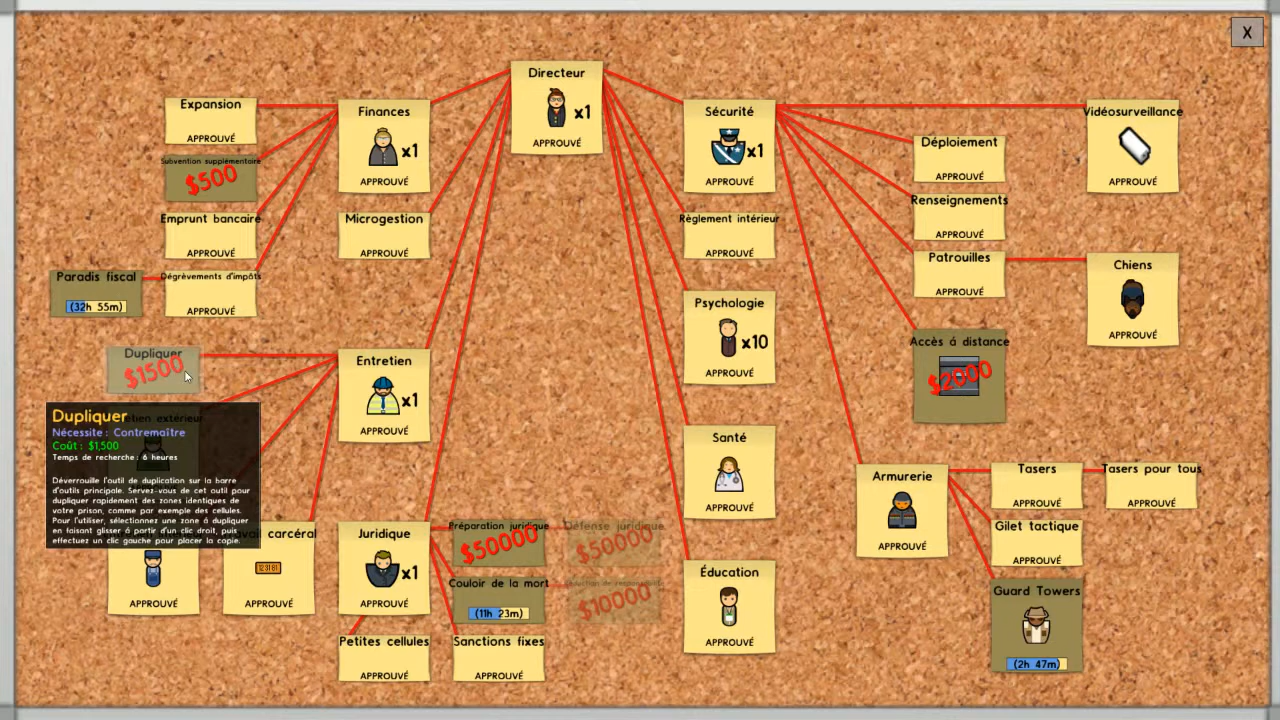 X
Directeur
x1
APPROUVÉ
Expansion
APPROUVÉ
Subvention supplémentaire
$500
Emprunt bancaire
APPROUVÉ
Paradis fiscal
(32h 55m)
Dégrèvements d'impôts
APPROUVÉ
Finances
x1
APPROUVÉ
Microgestion
APPROUVÉ
Dupliquer
$1500
Entretien
x1
APPROUVÉ
Dupliquer
Nécessite : Contremaître
Coût : $1,500
Temps de recherche : 6 heures
Déverrouille l'outil de duplication sur la barre
d'outils principale. Servez-vous de cet outil pour
dupliquer rapidement des zones identiques de
votre prison, comme par exemple des cellules.
Pour l'utiliser, sélectionnez une zone à dupliquer
en faisant glisser à partir d'un clic droit, puis
effectuez un clic gauche pour placer la copie.
extérieur
APPROUVÉ
carcéral
APPROUVÉ
Juridique
x1
APPROUVÉ
Petites cellules
APPROUVÉ
Préparation juridique
$50000
Défense juridique
$50000
Couloir de la mort
(11h 23m)
$10000
Sanctions fixes
APPROUVÉ
Sécurité
x1
APPROUVÉ
Règlement intérieur
APPROUVÉ
Psychologie
x10
APPROUVÉ
Santé
APPROUVÉ
Éducation
APPROUVÉ
Vidéosurveillance
APPROUVÉ
Déploiement
APPROUVÉ
Renseignements
APPROUVÉ
Patrouilles
APPROUVÉ
Chiens
APPROUVÉ
Accès á distance
$2000
Armurerie
APPROUVÉ
Tasers
APPROUVÉ
Tasers pour tous
APPROUVÉ
Gilet tactique
APPROUVÉ
Guard Towers
(2h 47m)